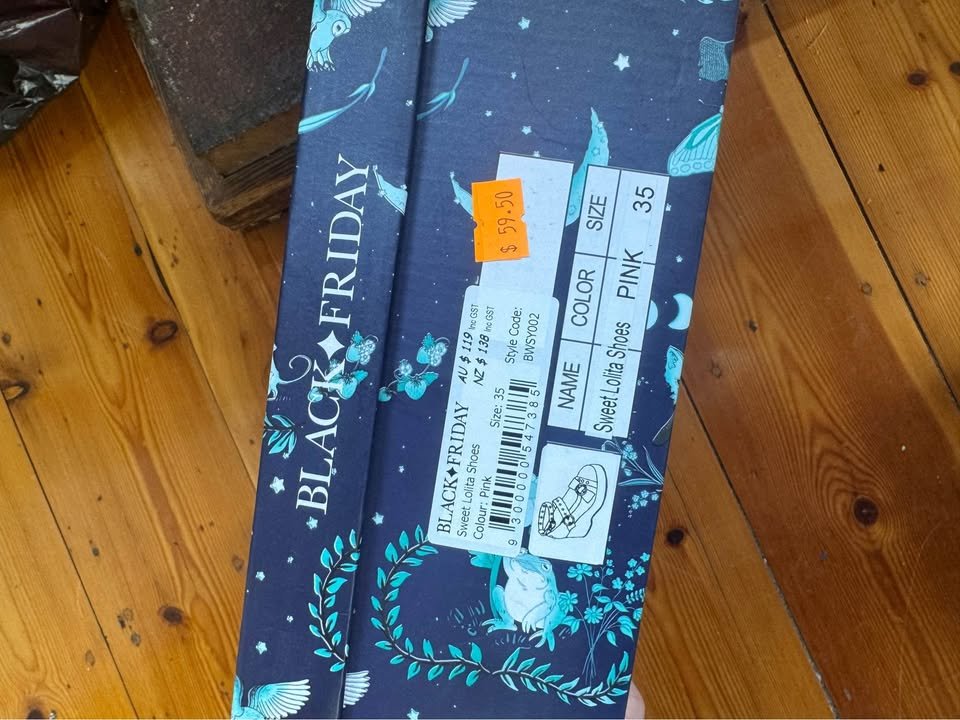 BLACK✦FRIDAY
$ 59.50
BLACK✦FRIDAY
AU $ 119 Inc GST
NZ $ 138 Inc GST
Sweet Lolita Shoes
Colour: Pink
Size: 35
Style Code:
BWSY002
9 300000 547385
NAME COLOR SIZE
Sweet Lolita Shoes PINK 35